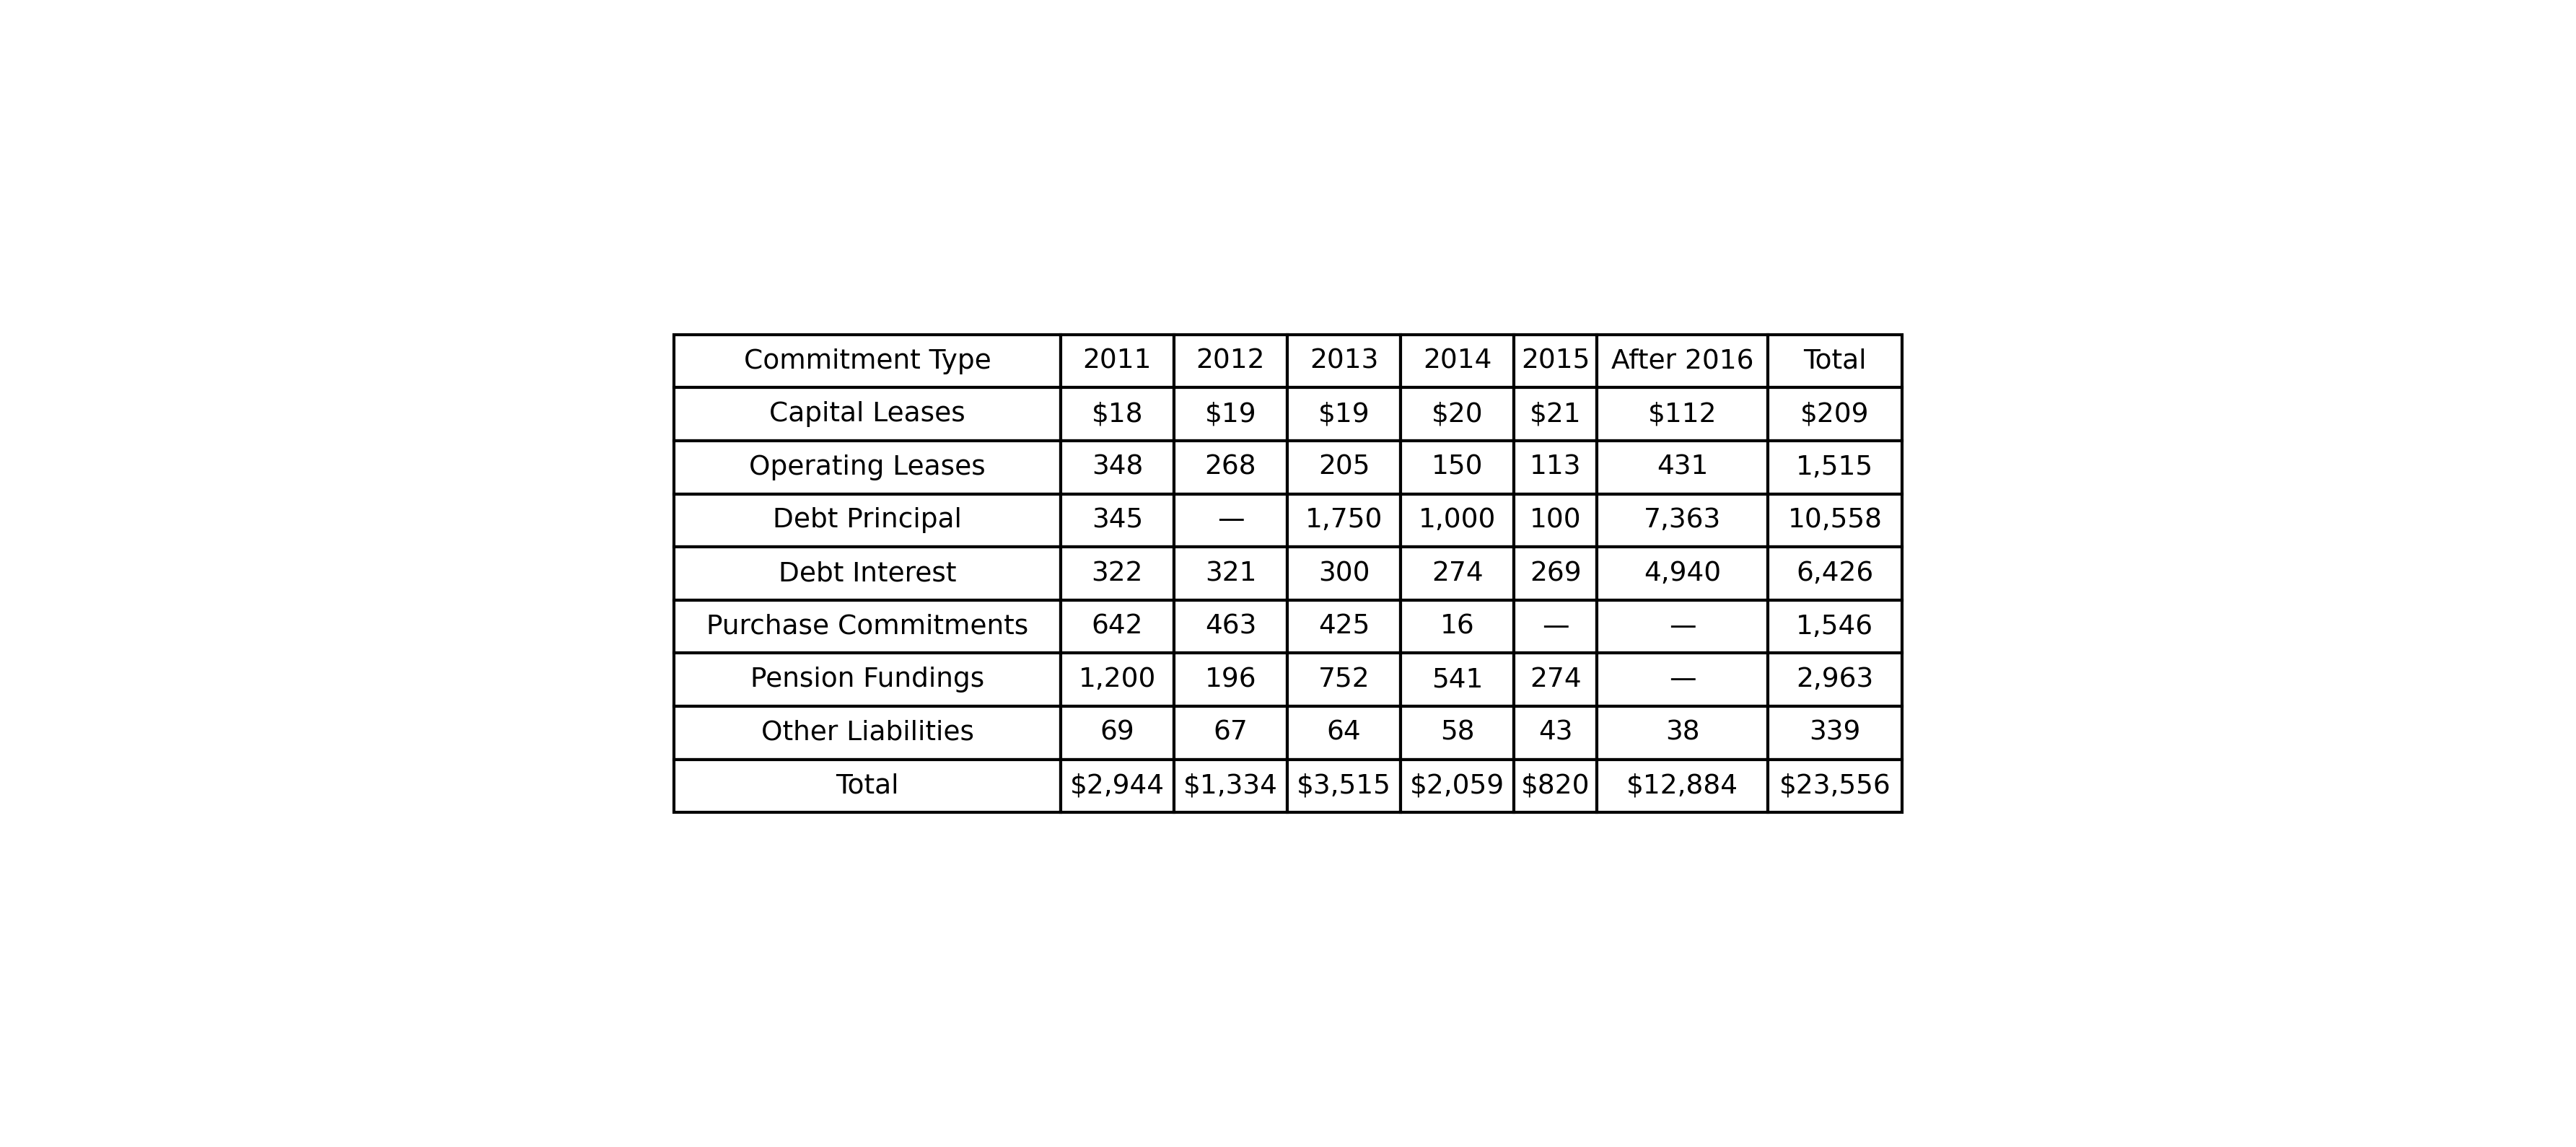 Commitment Type 2011 2012 2013 2014 2015 After 2016 Total
Capital Leases $18 $19 $19 $20 $21 $112 $209
Operating Leases 348 268 205 150 113 431 1,515
Debt Principal 345 — 1,750 1,000 100 7,363 10,558
Debt Interest 322 321 300 274 269 4,940 6,426
Purchase Commitments 642 463 425 16 — — 1,546
Pension Fundings 1,200 196 752 541 274 — 2,963
Other Liabilities 69 67 64 58 43 38 339
Total $2,944 $1,334 $3,515 $2,059 $820 $12,884 $23,556